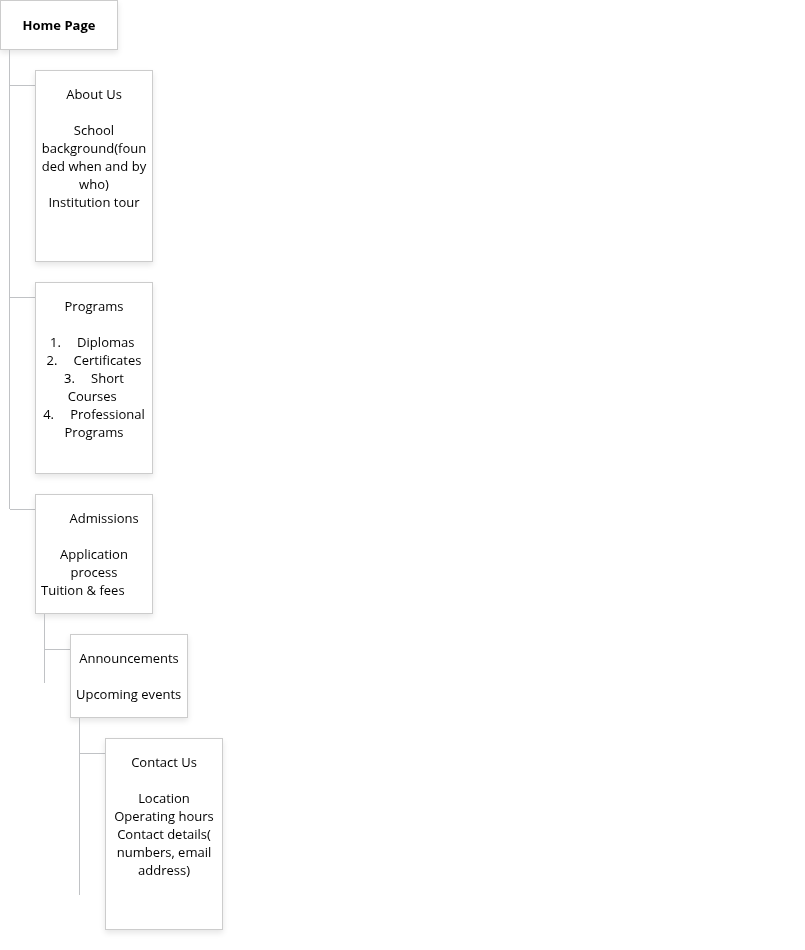 Home Page
About Us
School
background(foun
ded when and by
who)
Institution tour
Programs
1. Diplomas
2. Certificates
3. Short
Courses
4. Professional
Programs
Admissions
Application
process
Tuition & fees
Announcements
Upcoming events
Contact Us
Location
Operating hours
Contact details(
numbers, email
address)